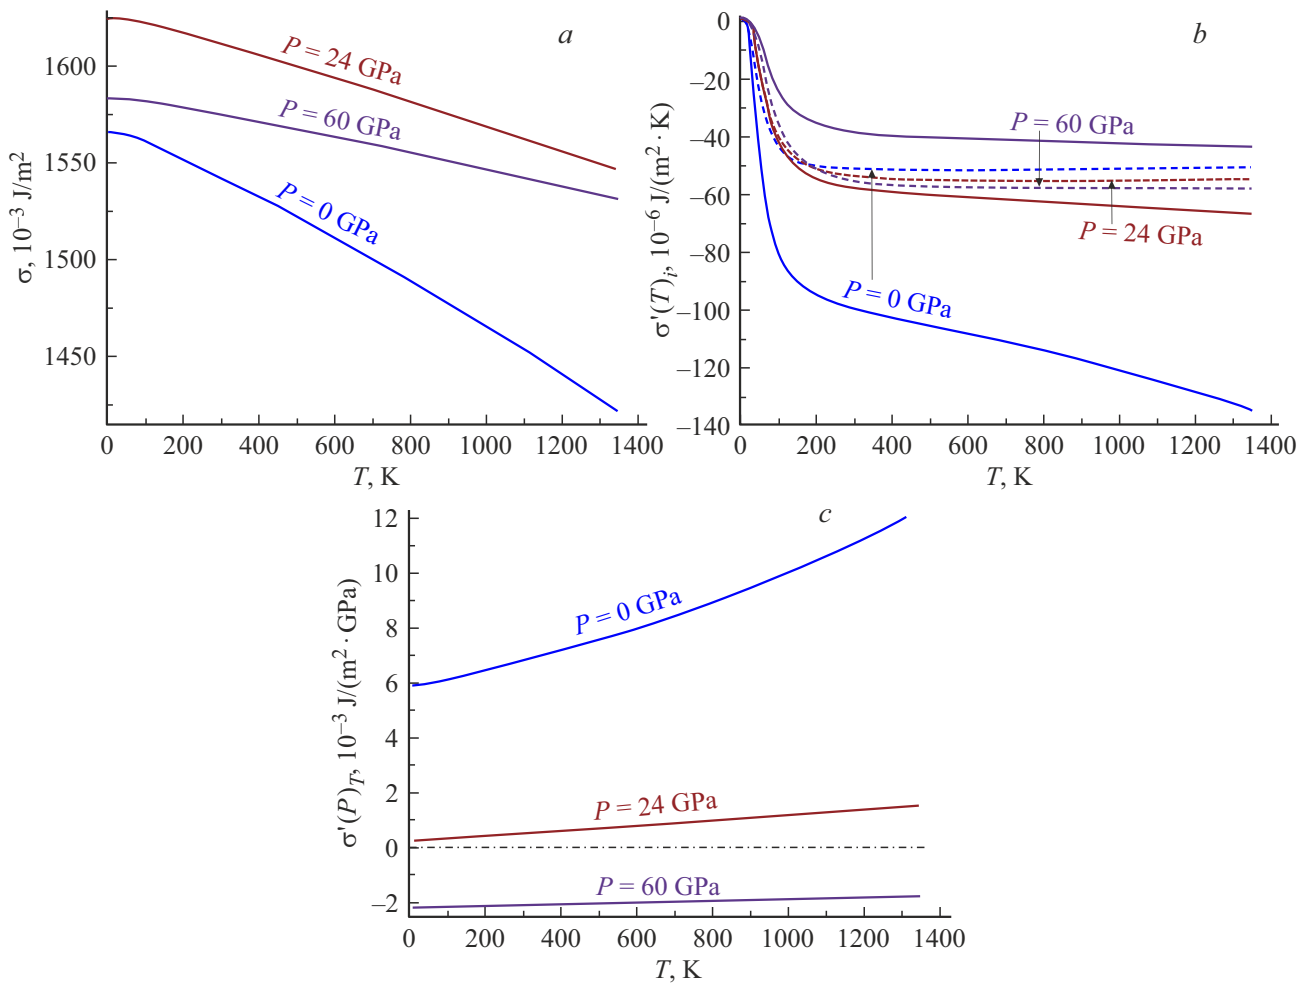 a
σ, 10⁻³ J/m²
1600
1550
1500
1450
P = 24 GPa
P = 60 GPa
P = 0 GPa
0 200 400 600 800 1000 1200 1400
T, K
b
σ'(T)ᵢ, 10⁻⁶ J/(m² · K)
0
–20
–40
–60
–80
–100
–120
–140
P = 60 GPa
P = 24 GPa
P = 0 GPa
0 200 400 600 800 1000 1200 1400
T, K
c
σ'(P)_T, 10⁻³ J/(m² · GPa)
12
10
8
6
4
2
0
–2
P = 0 GPa
P = 24 GPa
P = 60 GPa
0 200 400 600 800 1000 1200 1400
T, K